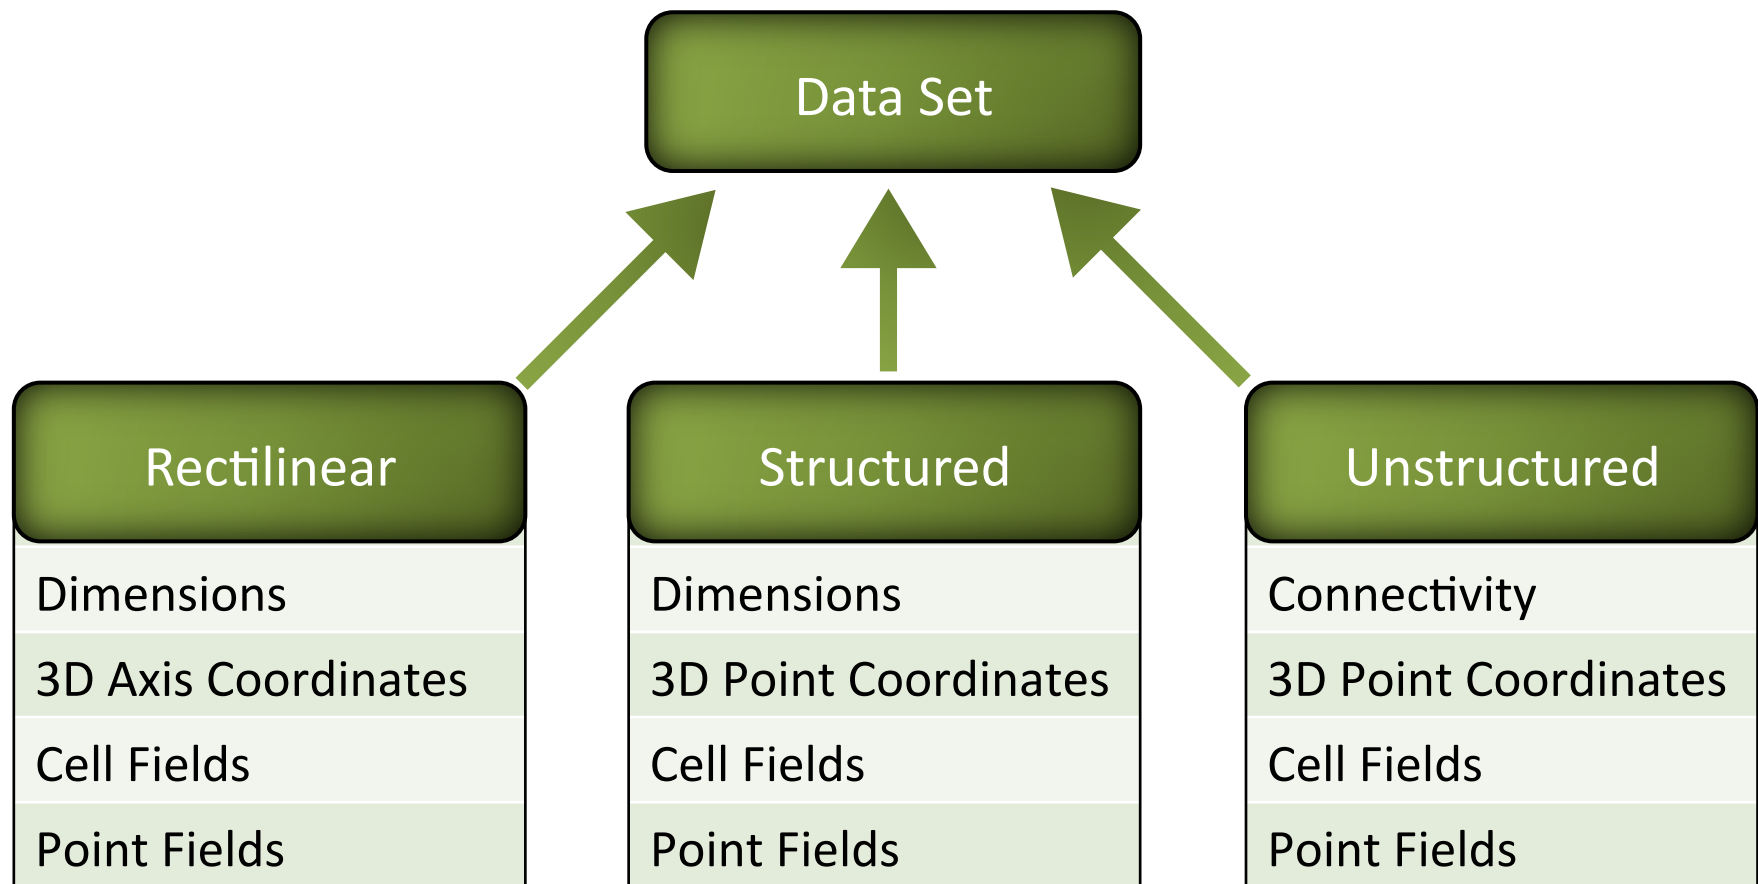 Data Set
Rectilinear
Dimensions
3D Axis Coordinates
Cell Fields
Point Fields
Structured
Dimensions
3D Point Coordinates
Cell Fields
Point Fields
Unstructured
Connectivity
3D Point Coordinates
Cell Fields
Point Fields